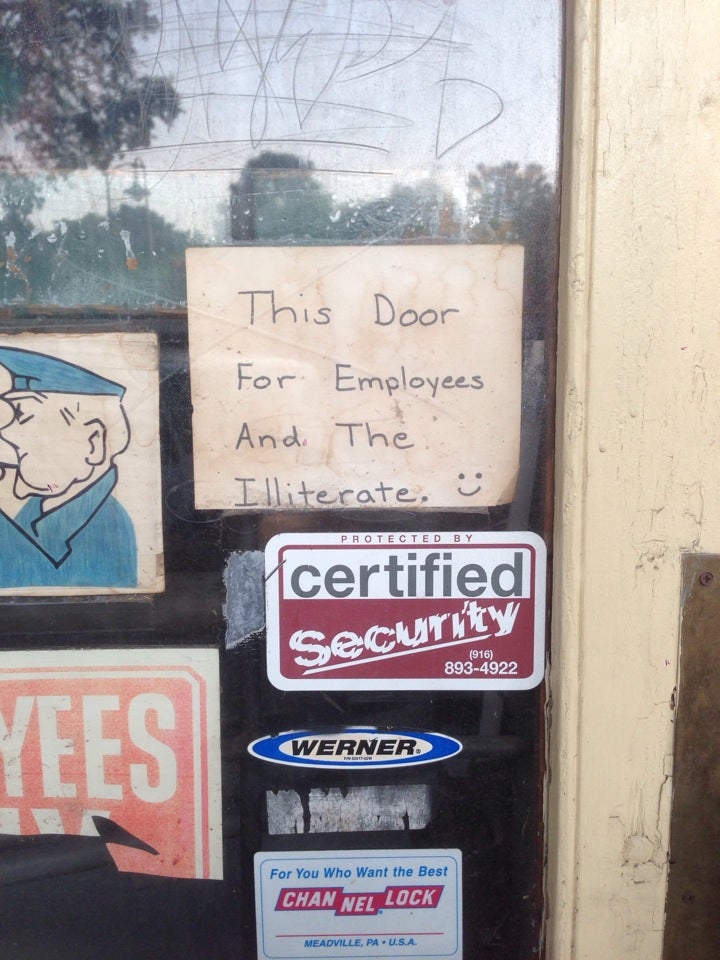 This Door
For Employees
And The
Illiterate. :)
PROTECTED BY
certified
security
(916)
893-4922
YEES
WERNER®
For You Who Want the Best
CHANNELLOCK
MEADVILLE, PA • U.S.A.